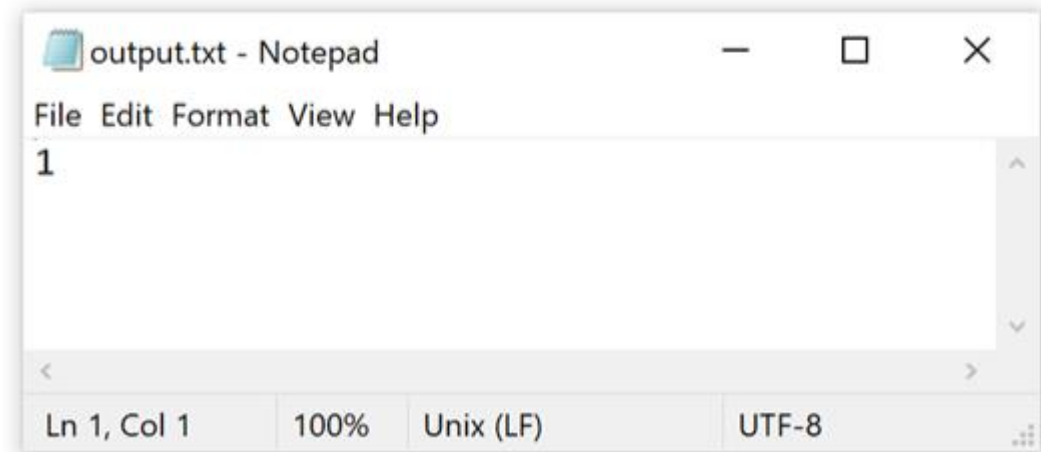 output.txt - Notepad
File Edit Format View Help
1
Ln 1, Col 1 100% Unix (LF) UTF-8